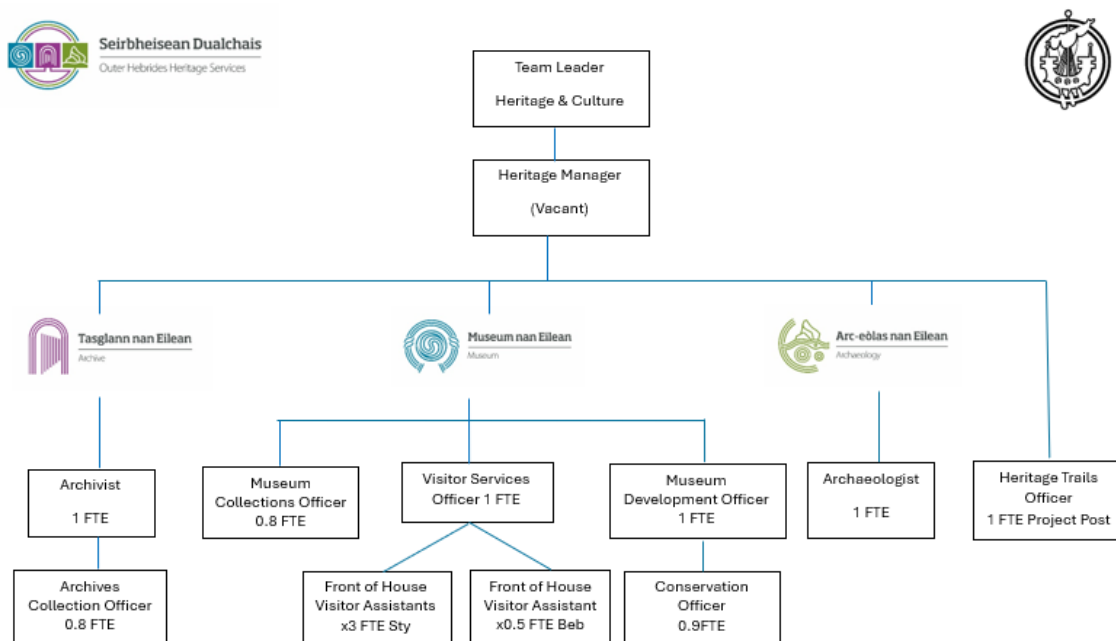 Seirbheisean Dualchais
Outer Hebrides Heritage Services
Team Leader
Heritage & Culture
Heritage Manager
(Vacant)
Tasglann nan Eilean
Archive
Museum nan Eilean
Museum
Arc-eòlas nan Eilean
Archaeology
Archivist
1 FTE
Museum
Collections Officer
0.8 FTE
Visitor Services
Officer 1 FTE
Museum
Development Officer
1 FTE
Archaeologist
1 FTE
Heritage Trails
Officer
1 FTE Project Post
Archives
Collection Officer
0.8 FTE
Front of House
Visitor Assistants
x3 FTE Sty
Front of House
Visitor Assistant
x0.5 FTE Beb
Conservation
Officer
0.9FTE